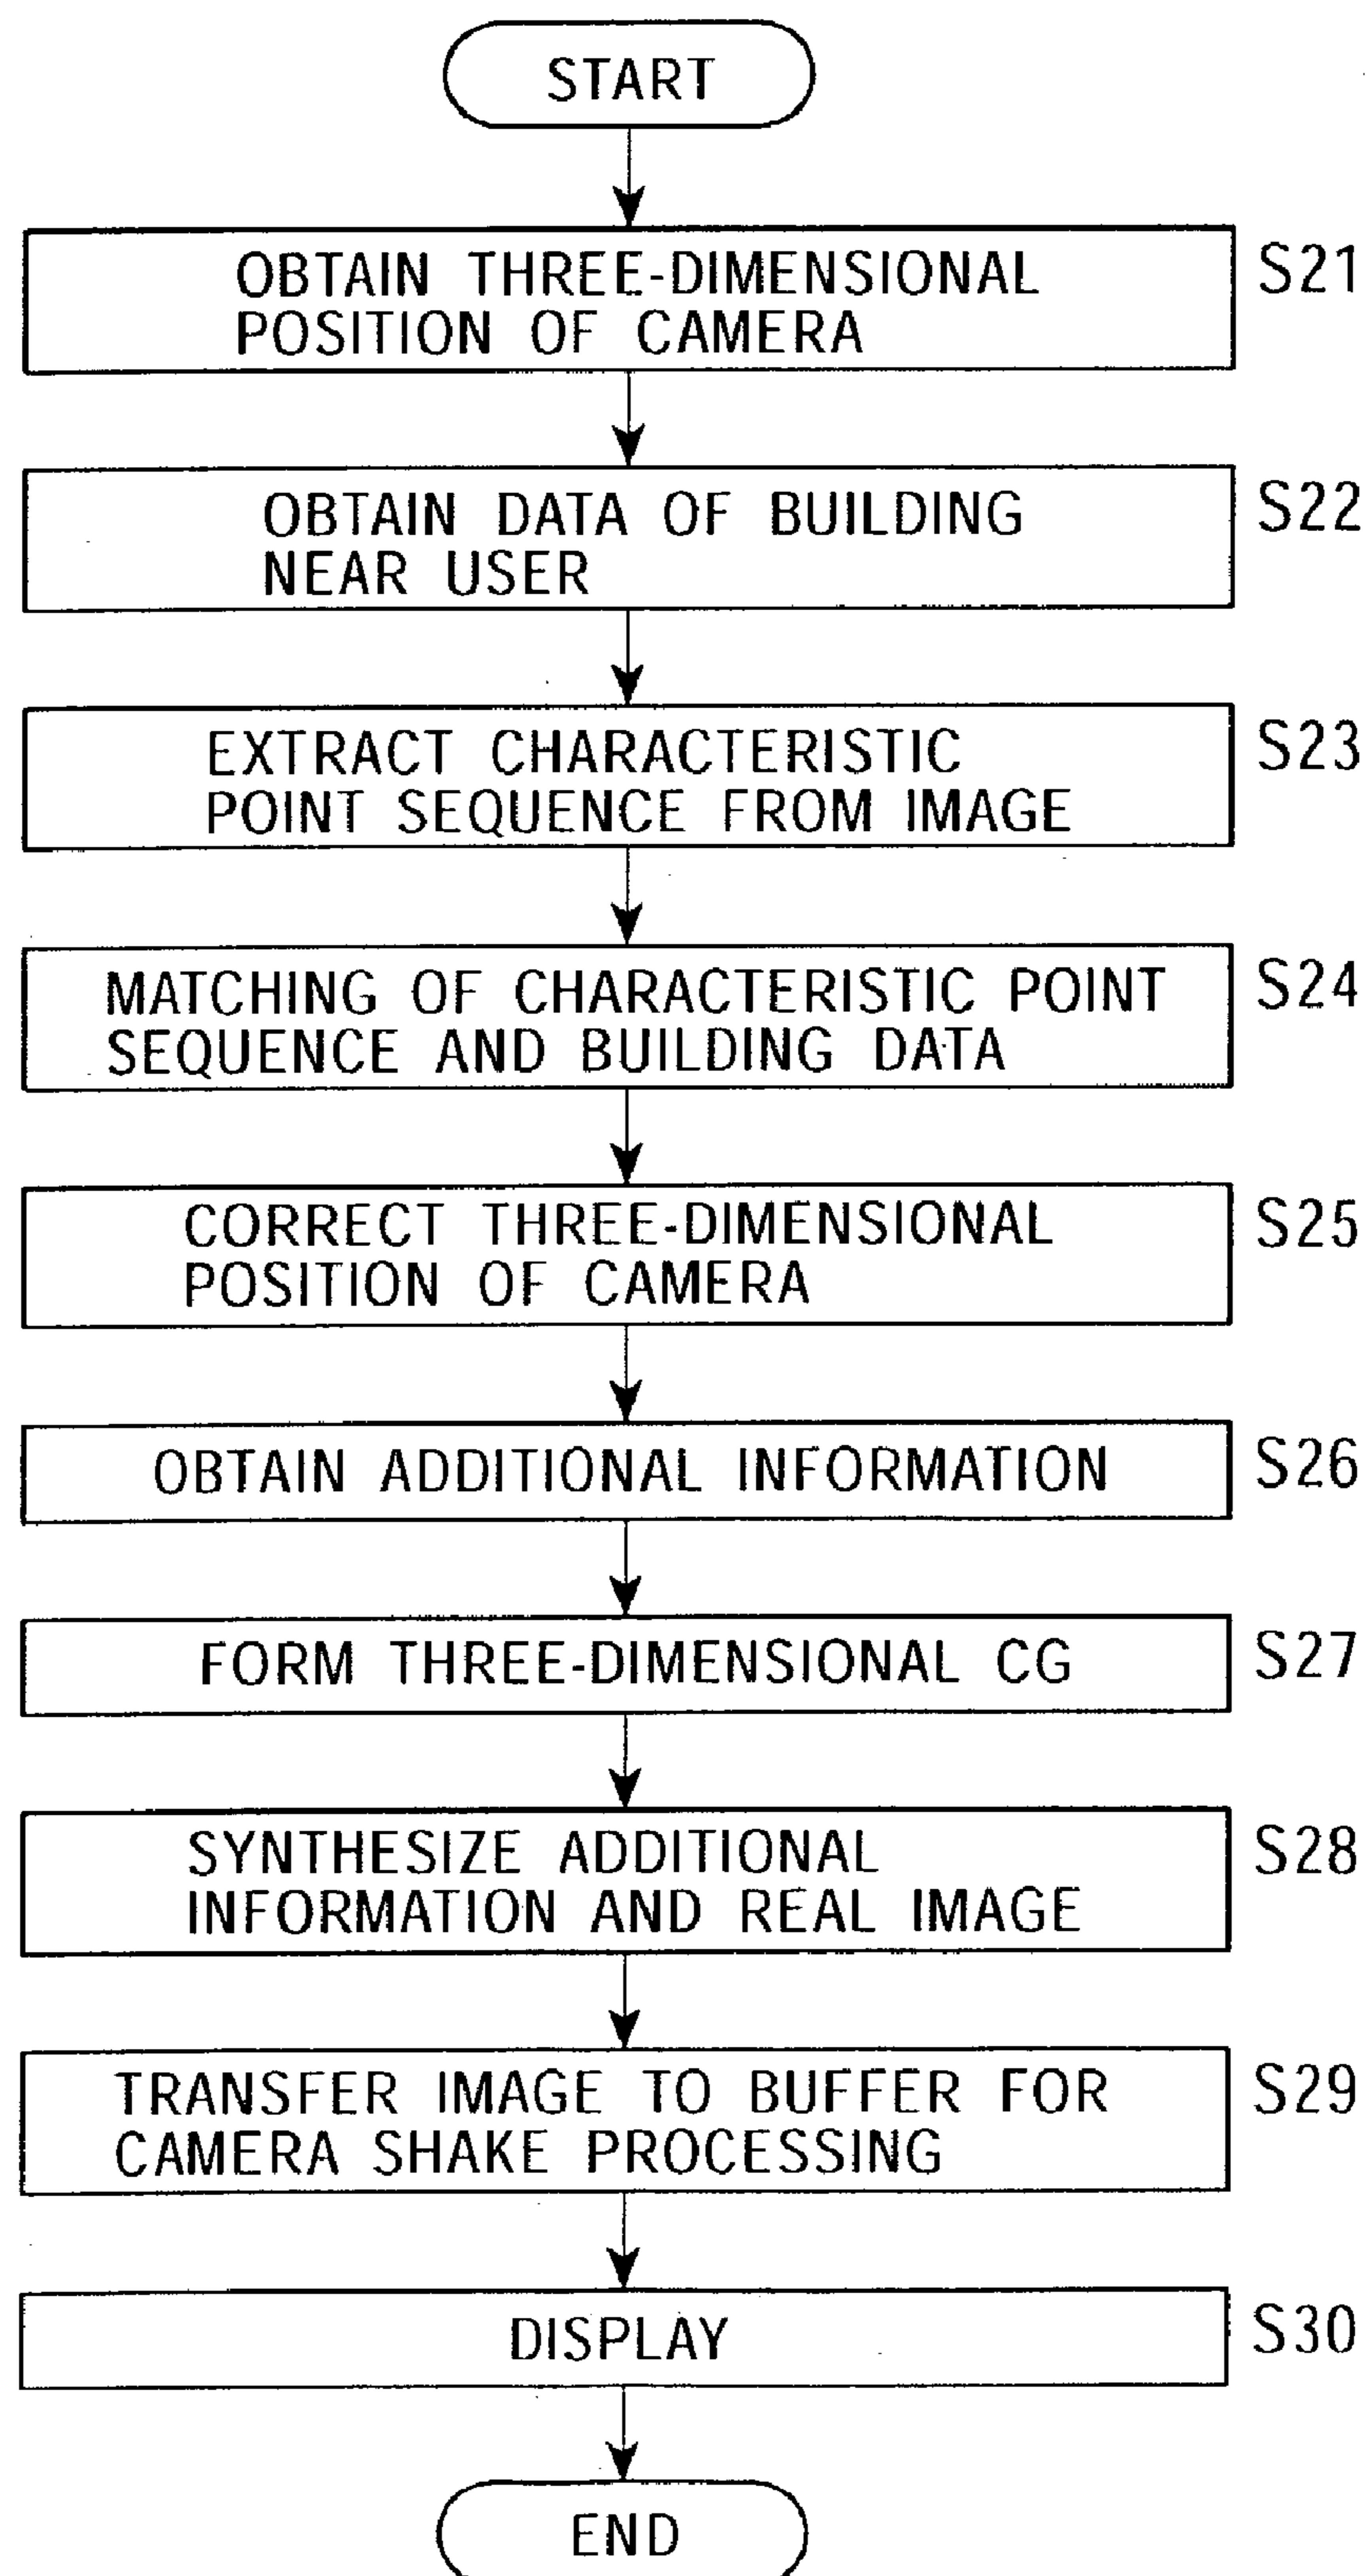 START
OBTAIN THREE-DIMENSIONAL
POSITION OF CAMERA
S21
OBTAIN DATA OF BUILDING
NEAR USER
S22
EXTRACT CHARACTERISTIC
POINT SEQUENCE FROM IMAGE
S23
MATCHING OF CHARACTERISTIC POINT
SEQUENCE AND BUILDING DATA
S24
CORRECT THREE-DIMENSIONAL
POSITION OF CAMERA
S25
OBTAIN ADDITIONAL INFORMATION
S26
FORM THREE-DIMENSIONAL CG
S27
SYNTHESIZE ADDITIONAL
INFORMATION AND REAL IMAGE
S28
TRANSFER IMAGE TO BUFFER FOR
CAMERA SHAKE PROCESSING
S29
DISPLAY
S30
END